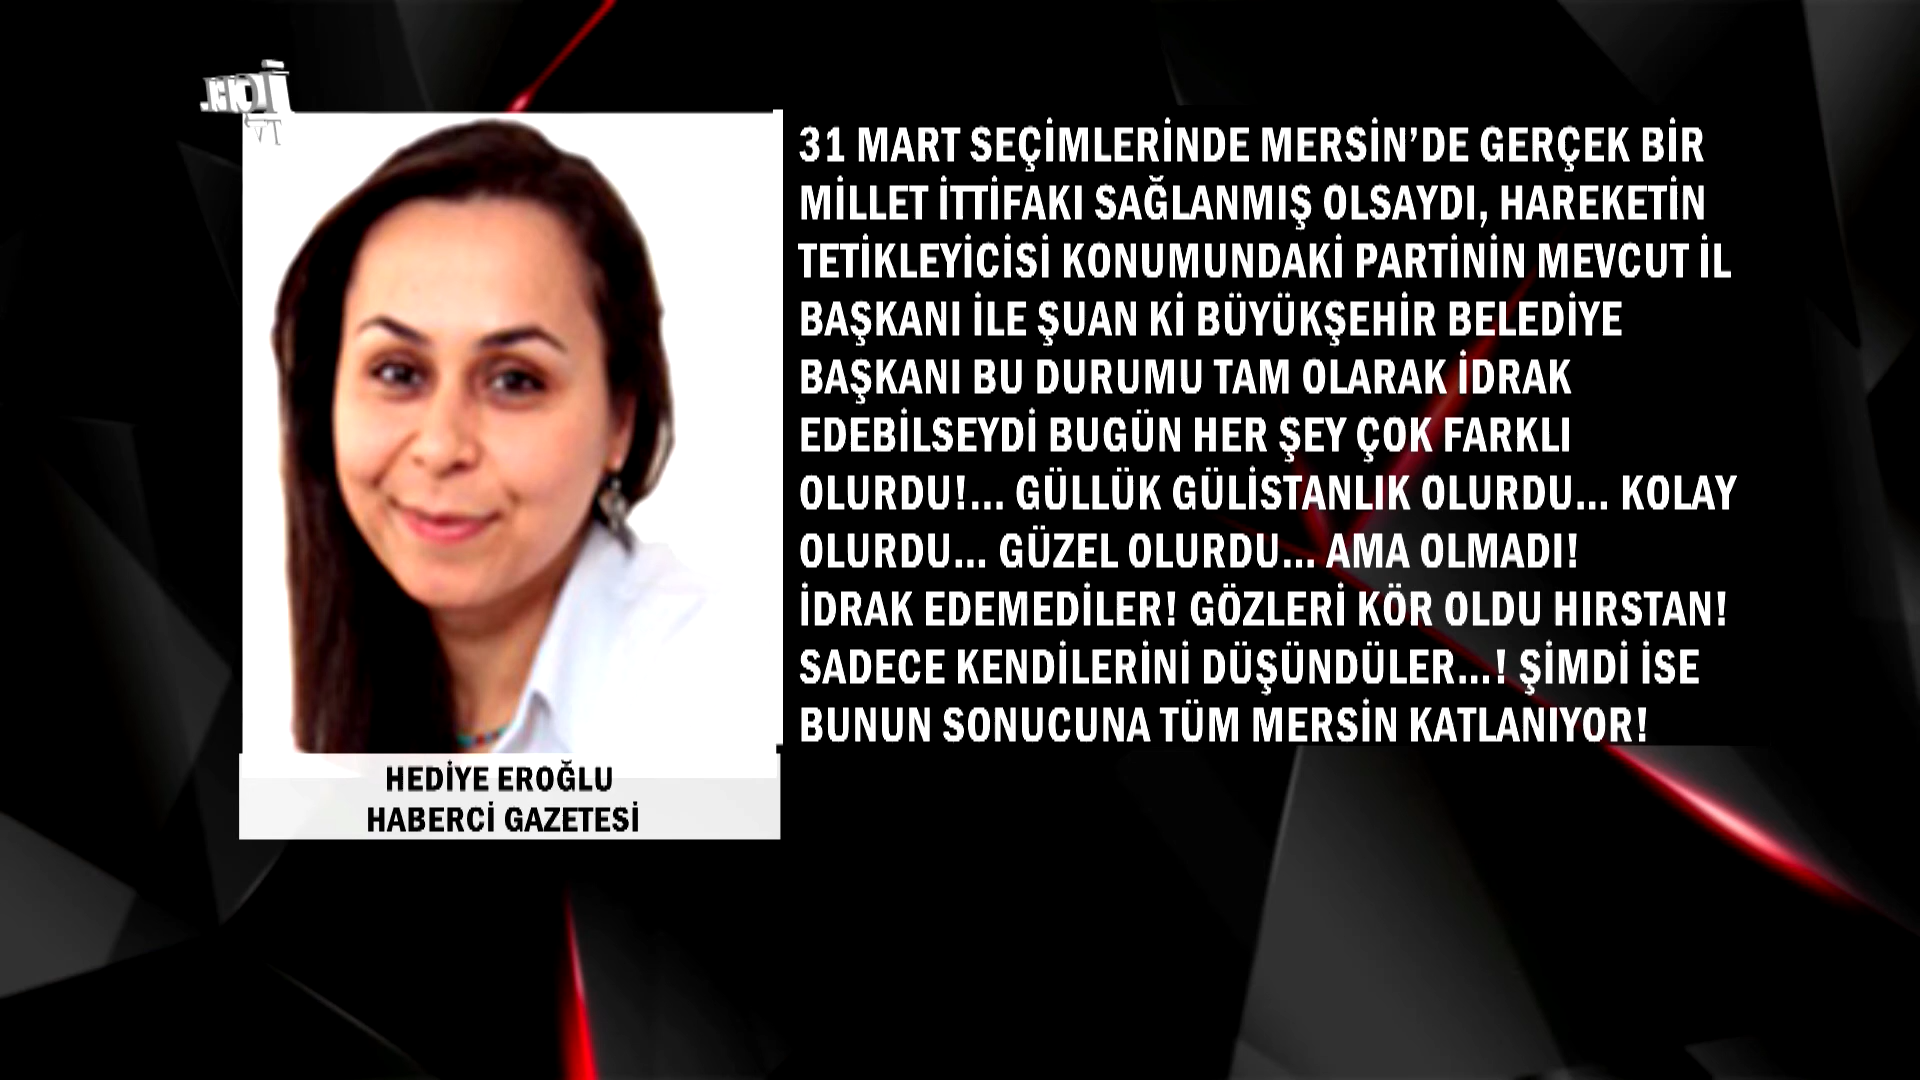 31 MART SEÇİMLERİNDE MERSİN’DE GERÇEK BİR
MİLLET İTTİFAKI SAĞLANMIŞ OLSAYDI, HAREKETİN
TETİKLEYİCİSİ KONUMUNDAKİ PARTİNİN MEVCUT İL
BAŞKANI İLE ŞUAN Kİ BÜYÜKŞEHİR BELEDİYE
BAŞKANI BU DURUMU TAM OLARAK İDRAK
EDEBİLSEYDİ BUGÜN HER ŞEY ÇOK FARKLI
OLURDU!... GÜLLÜK GÜLİSTANLIK OLURDU... KOLAY
OLURDU... GÜZEL OLURDU... AMA OLMADI!
İDRAK EDEMEDİLER! GÖZLERİ KÖR OLDU HIRSTAN!
SADECE KENDİLERİNİ DÜŞÜNDÜLER...! ŞİMDİ İSE
BUNUN SONUCUNA TÜM MERSİN KATLANIYOR!
HEDİYE EROĞLU
HABERCİ GAZETESİ